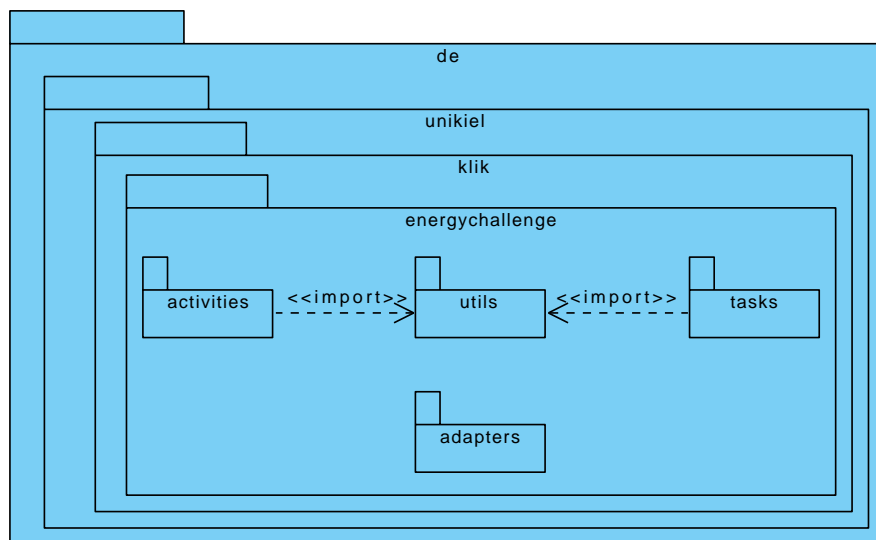 de
unikiel
klik
energychallenge
activities
<<import>>
utils
<<import>>
tasks
adapters